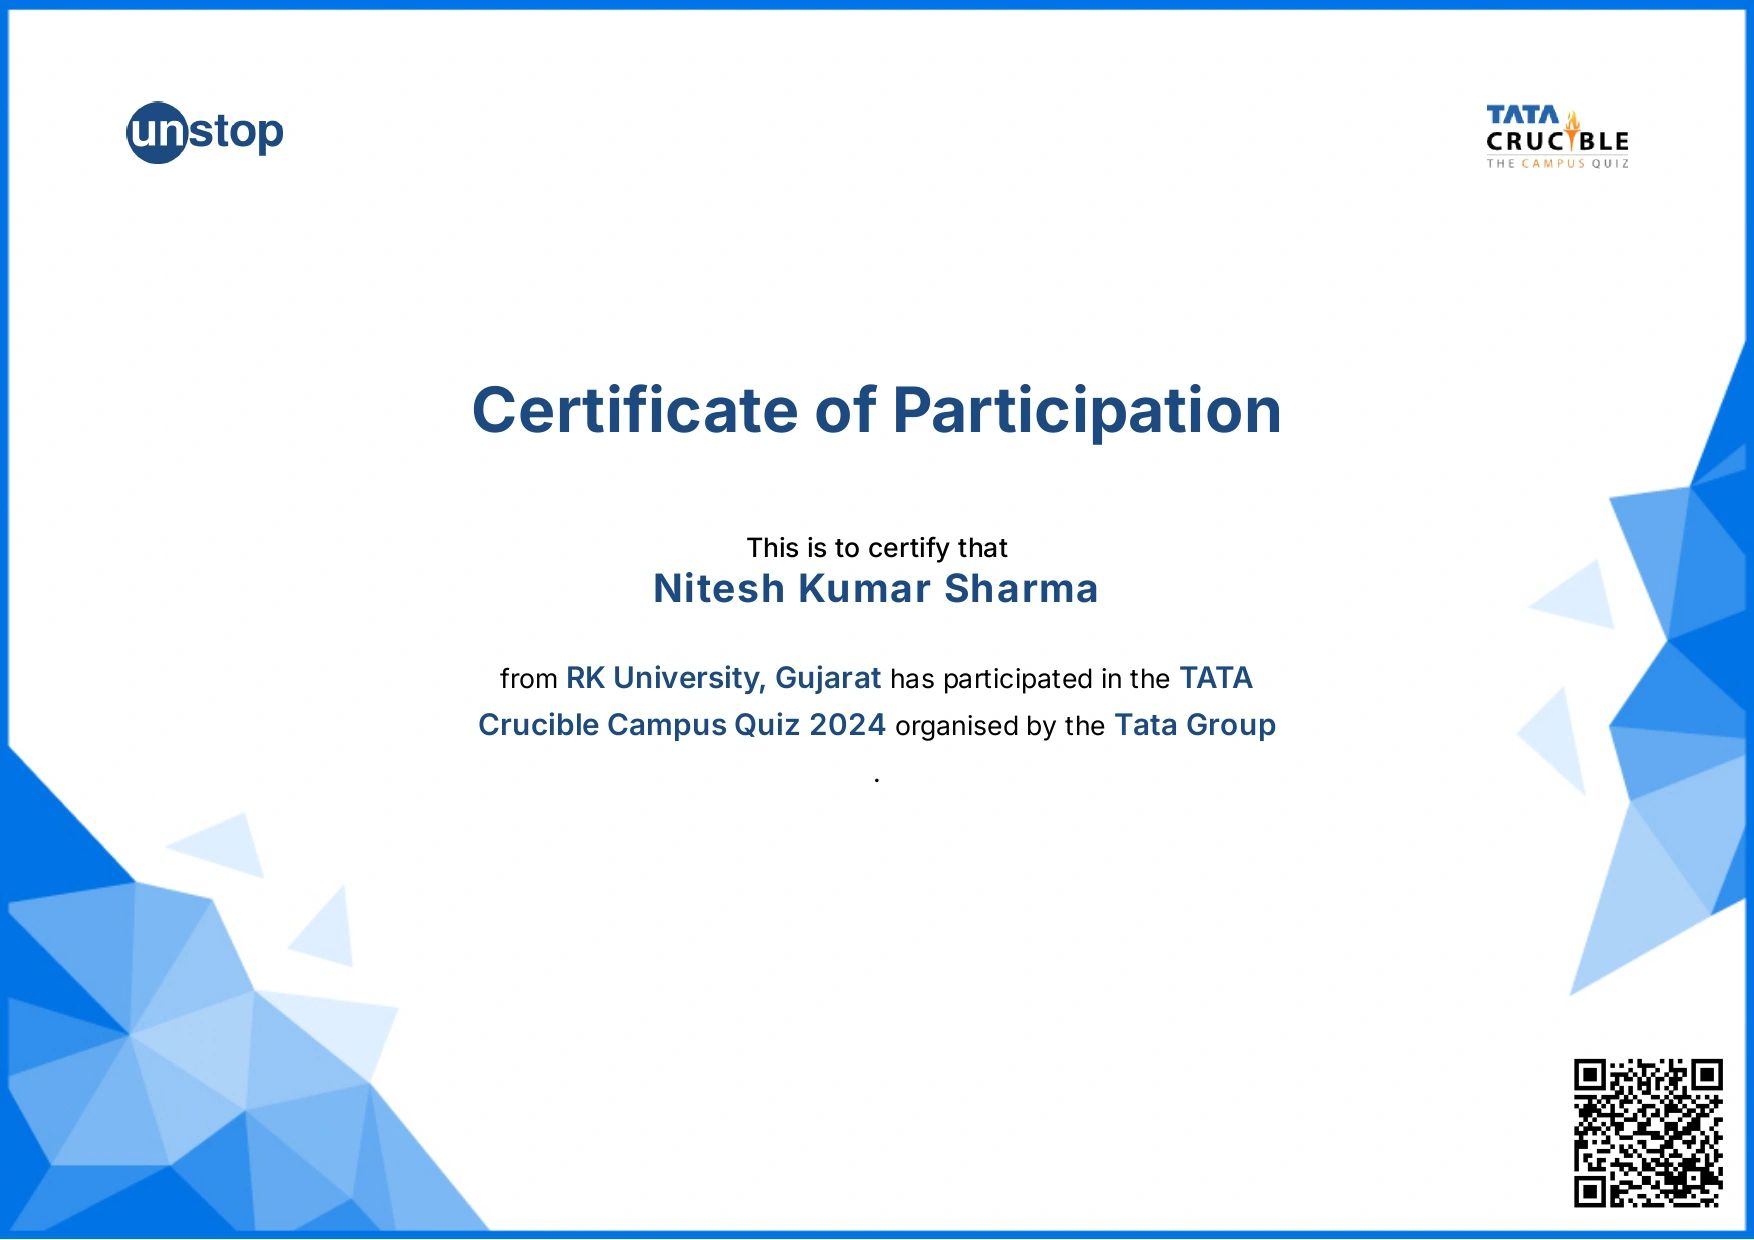 unstop
TATA
CRUCIBLE
THE CAMPUS QUIZ
Certificate of Participation
This is to certify that
Nitesh Kumar Sharma
from RK University, Gujarat has participated in the TATA
Crucible Campus Quiz 2024 organised by the Tata Group
.